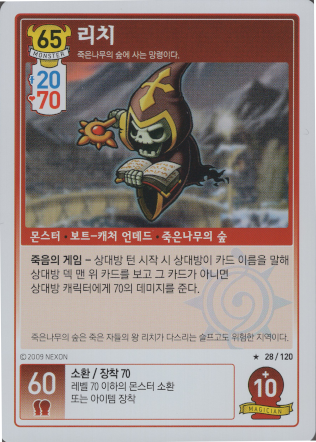 65
MONSTER
리치
죽은나무의 숲에 사는 망령이다.
20
70
몬스터 · 보트-캐처 언데드 · 죽은나무의 숲
죽음의 게임 – 상대방 턴 시작 시 상대방이 카드 이름을 말해
상대방 덱 맨 위 카드를 보고 그 카드가 아니면
상대방 캐릭터에게 70의 데미지를 준다.
죽은나무의 숲은 죽은 자들의 왕 리치가 다스리는 슬프고도 위험한 지역이다.
©2009 NEXON
★ 28/120
60
소환 / 장착 70
레벨 70 이하의 몬스터 소환
또는 아이템 장착
+
10
MAGICIAN